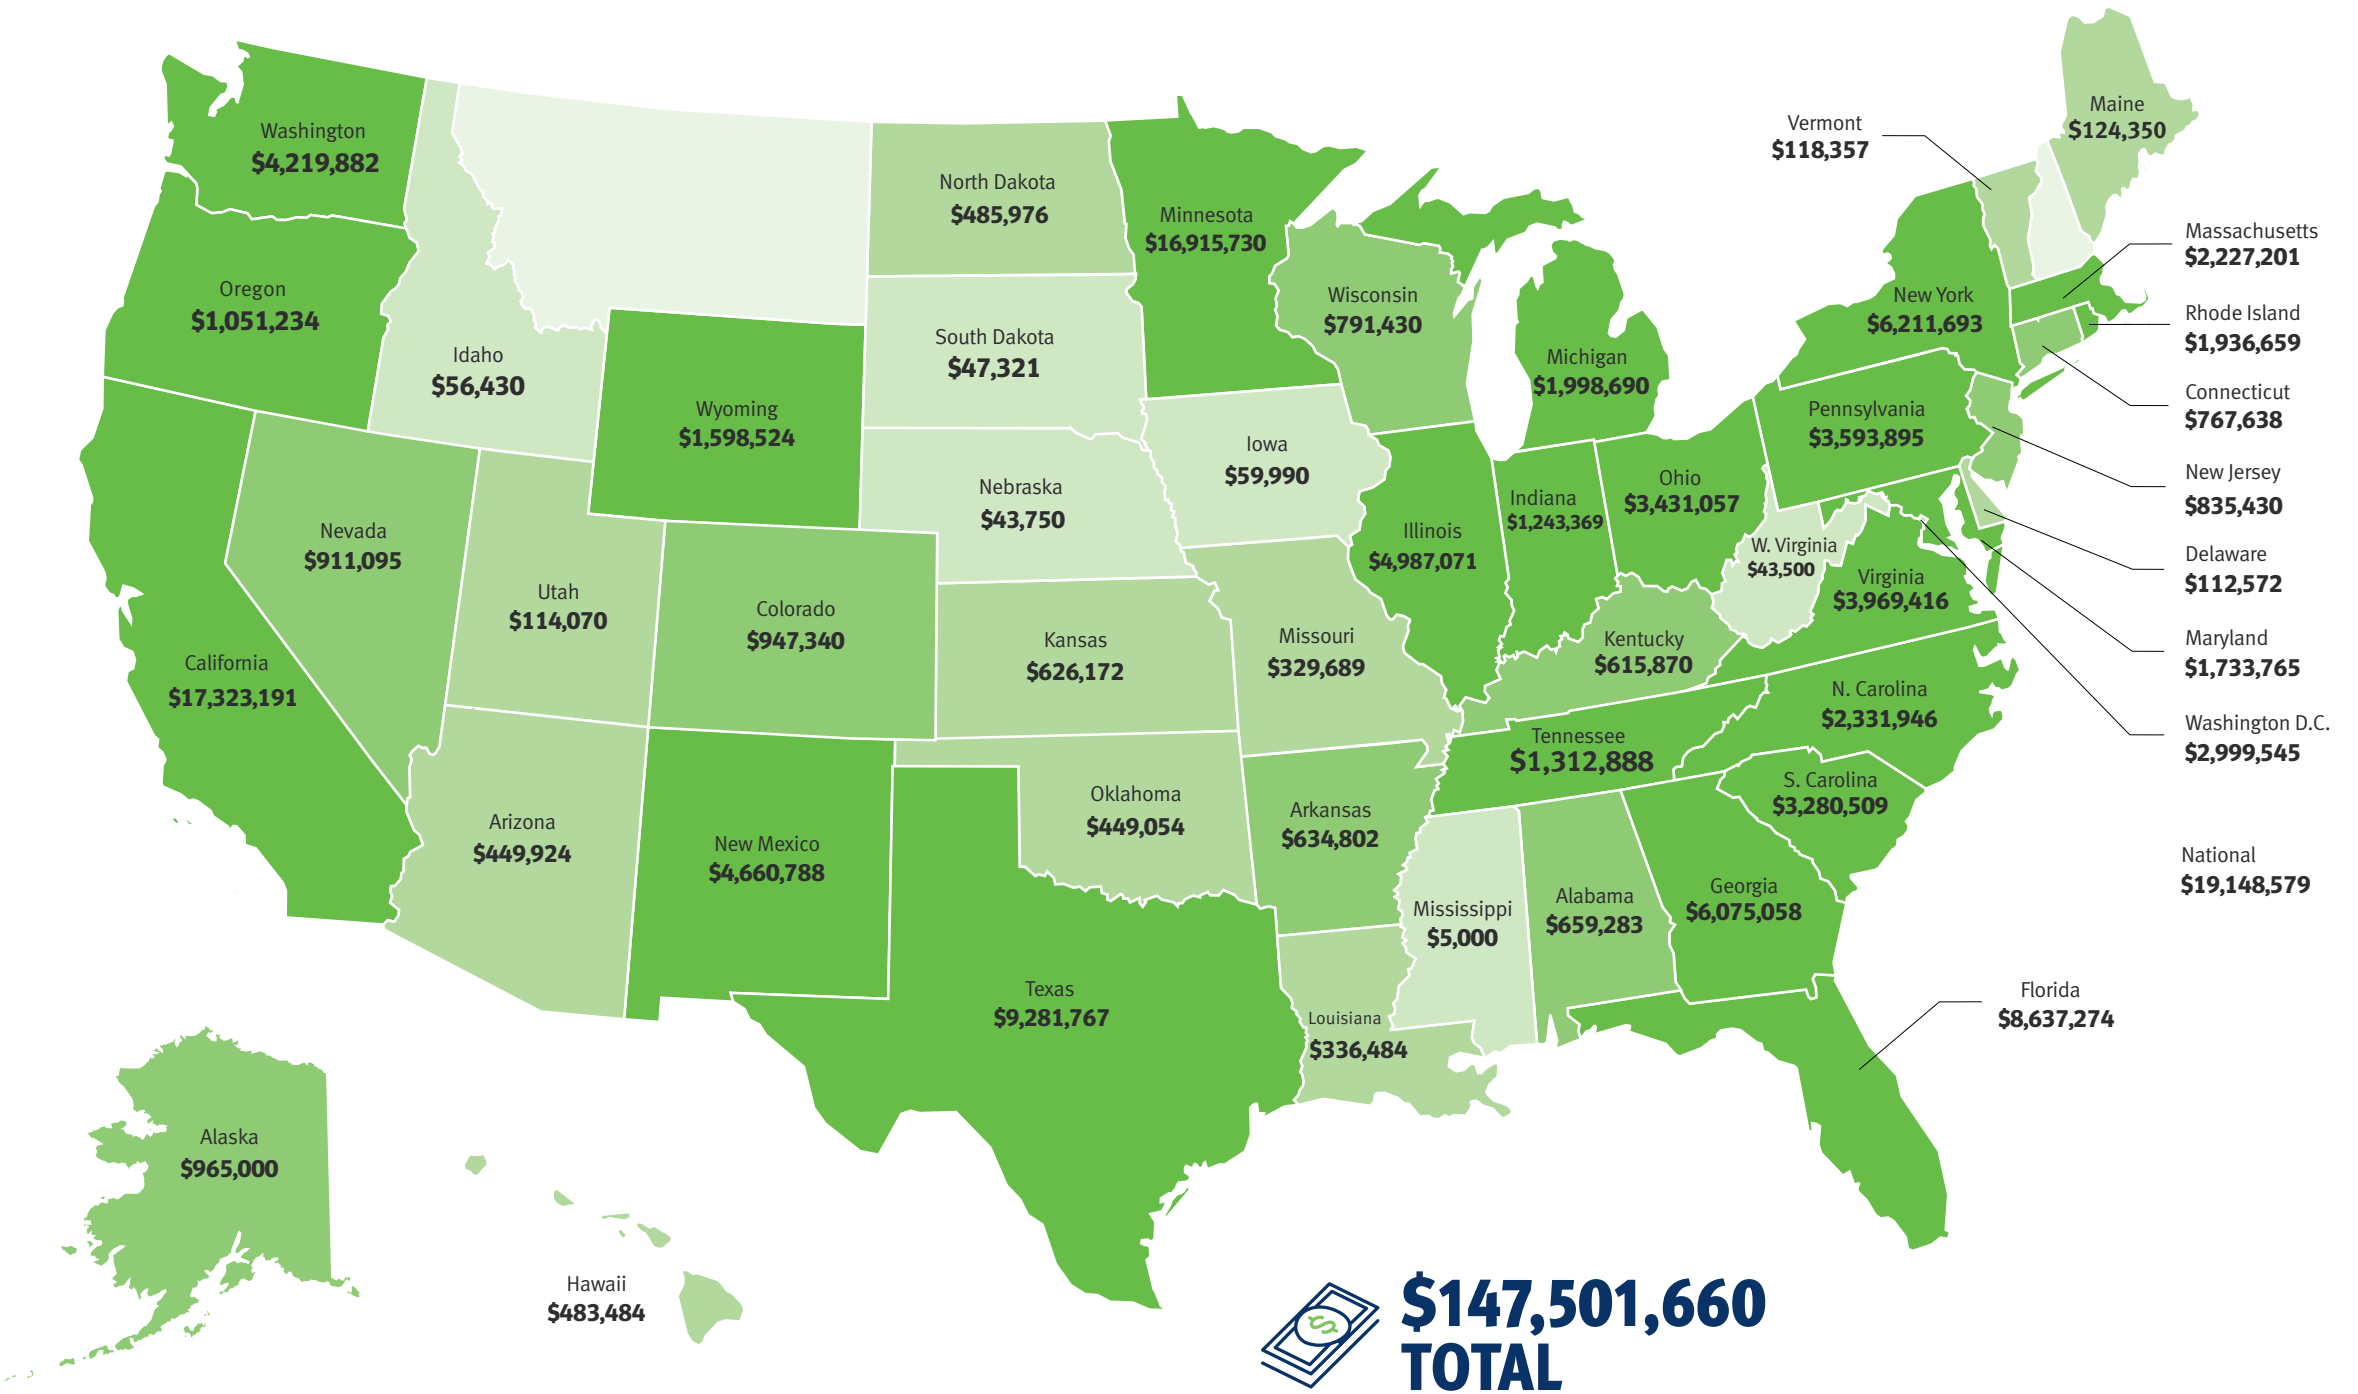 Washington
$4,219,882
Oregon
$1,051,234
Idaho
$56,430
Wyoming
$1,598,524
North Dakota
$485,976
South Dakota
$47,321
Nebraska
$43,750
Minnesota
$16,915,730
Wisconsin
$791,430
Michigan
$1,998,690
Iowa
$59,990
Illinois
$4,987,071
Indiana
$1,243,369
Ohio
$3,431,057
Pennsylvania
$3,593,895
New York
$6,211,693
Vermont
$118,357
Maine
$124,350
Massachusetts
$2,227,201
Rhode Island
$1,936,659
Connecticut
$767,638
New Jersey
$835,430
Delaware
$112,572
Maryland
$1,733,765
Washington D.C.
$2,999,545
National
$19,148,579
W. Virginia
$43,500
Virginia
$3,969,416
Kentucky
$615,870
N. Carolina
$2,331,946
Tennessee
$1,312,888
S. Carolina
$3,280,509
Georgia
$6,075,058
Alabama
$659,283
Mississippi
$5,000
Florida
$8,637,274
Louisiana
$336,484
Arkansas
$634,802
Missouri
$329,689
Kansas
$626,172
Oklahoma
$449,054
Texas
$9,281,767
New Mexico
$4,660,788
Colorado
$947,340
Utah
$114,070
Arizona
$449,924
Nevada
$911,095
California
$17,323,191
Alaska
$965,000
Hawaii
$483,484
$
$147,501,660
TOTAL